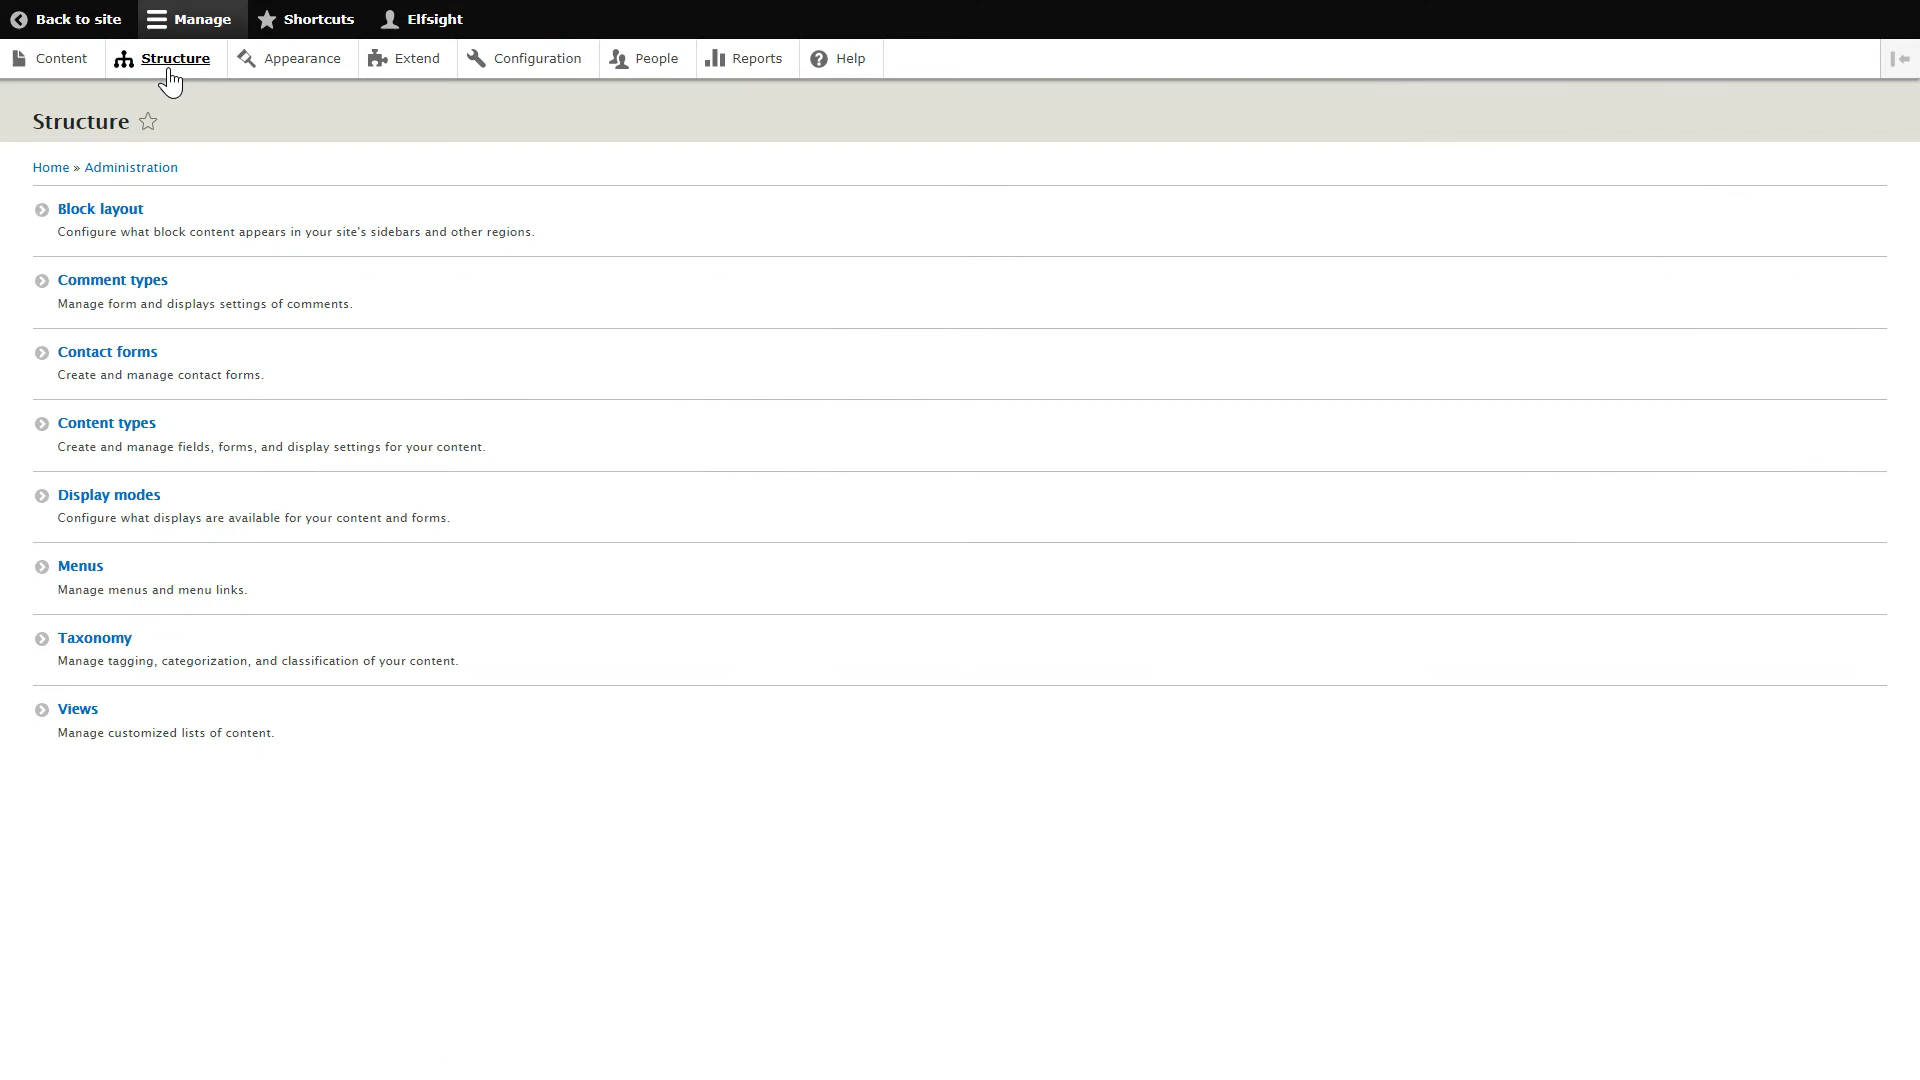 Back to site Manage Shortcuts Elfsight
Content Structure Appearance Extend Configuration People Reports Help
Structure
Home » Administration
Block layout
Configure what block content appears in your site's sidebars and other regions.
Comment types
Manage form and displays settings of comments.
Contact forms
Create and manage contact forms.
Content types
Create and manage fields, forms, and display settings for your content.
Display modes
Configure what displays are available for your content and forms.
Menus
Manage menus and menu links.
Taxonomy
Manage tagging, categorization, and classification of your content.
Views
Manage customized lists of content.